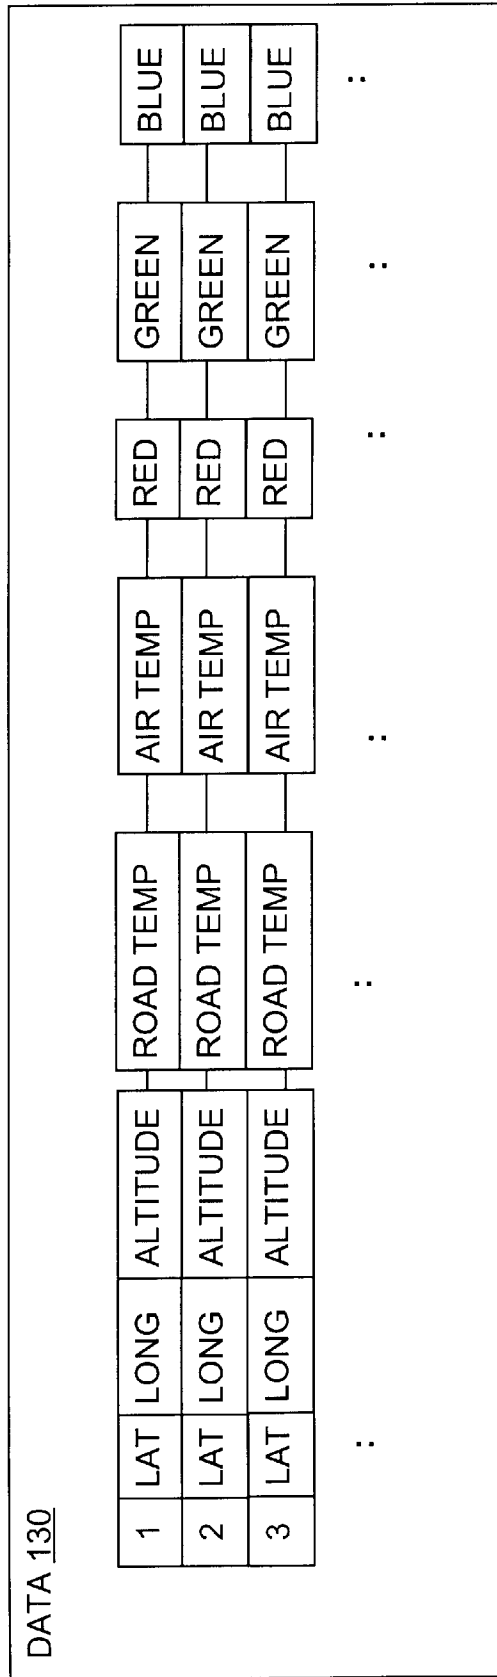 DATA 130
1 LAT LONG ALTITUDE ROAD TEMP AIR TEMP RED GREEN BLUE
2 LAT LONG ALTITUDE ROAD TEMP AIR TEMP RED GREEN BLUE
3 LAT LONG ALTITUDE ROAD TEMP AIR TEMP RED GREEN BLUE